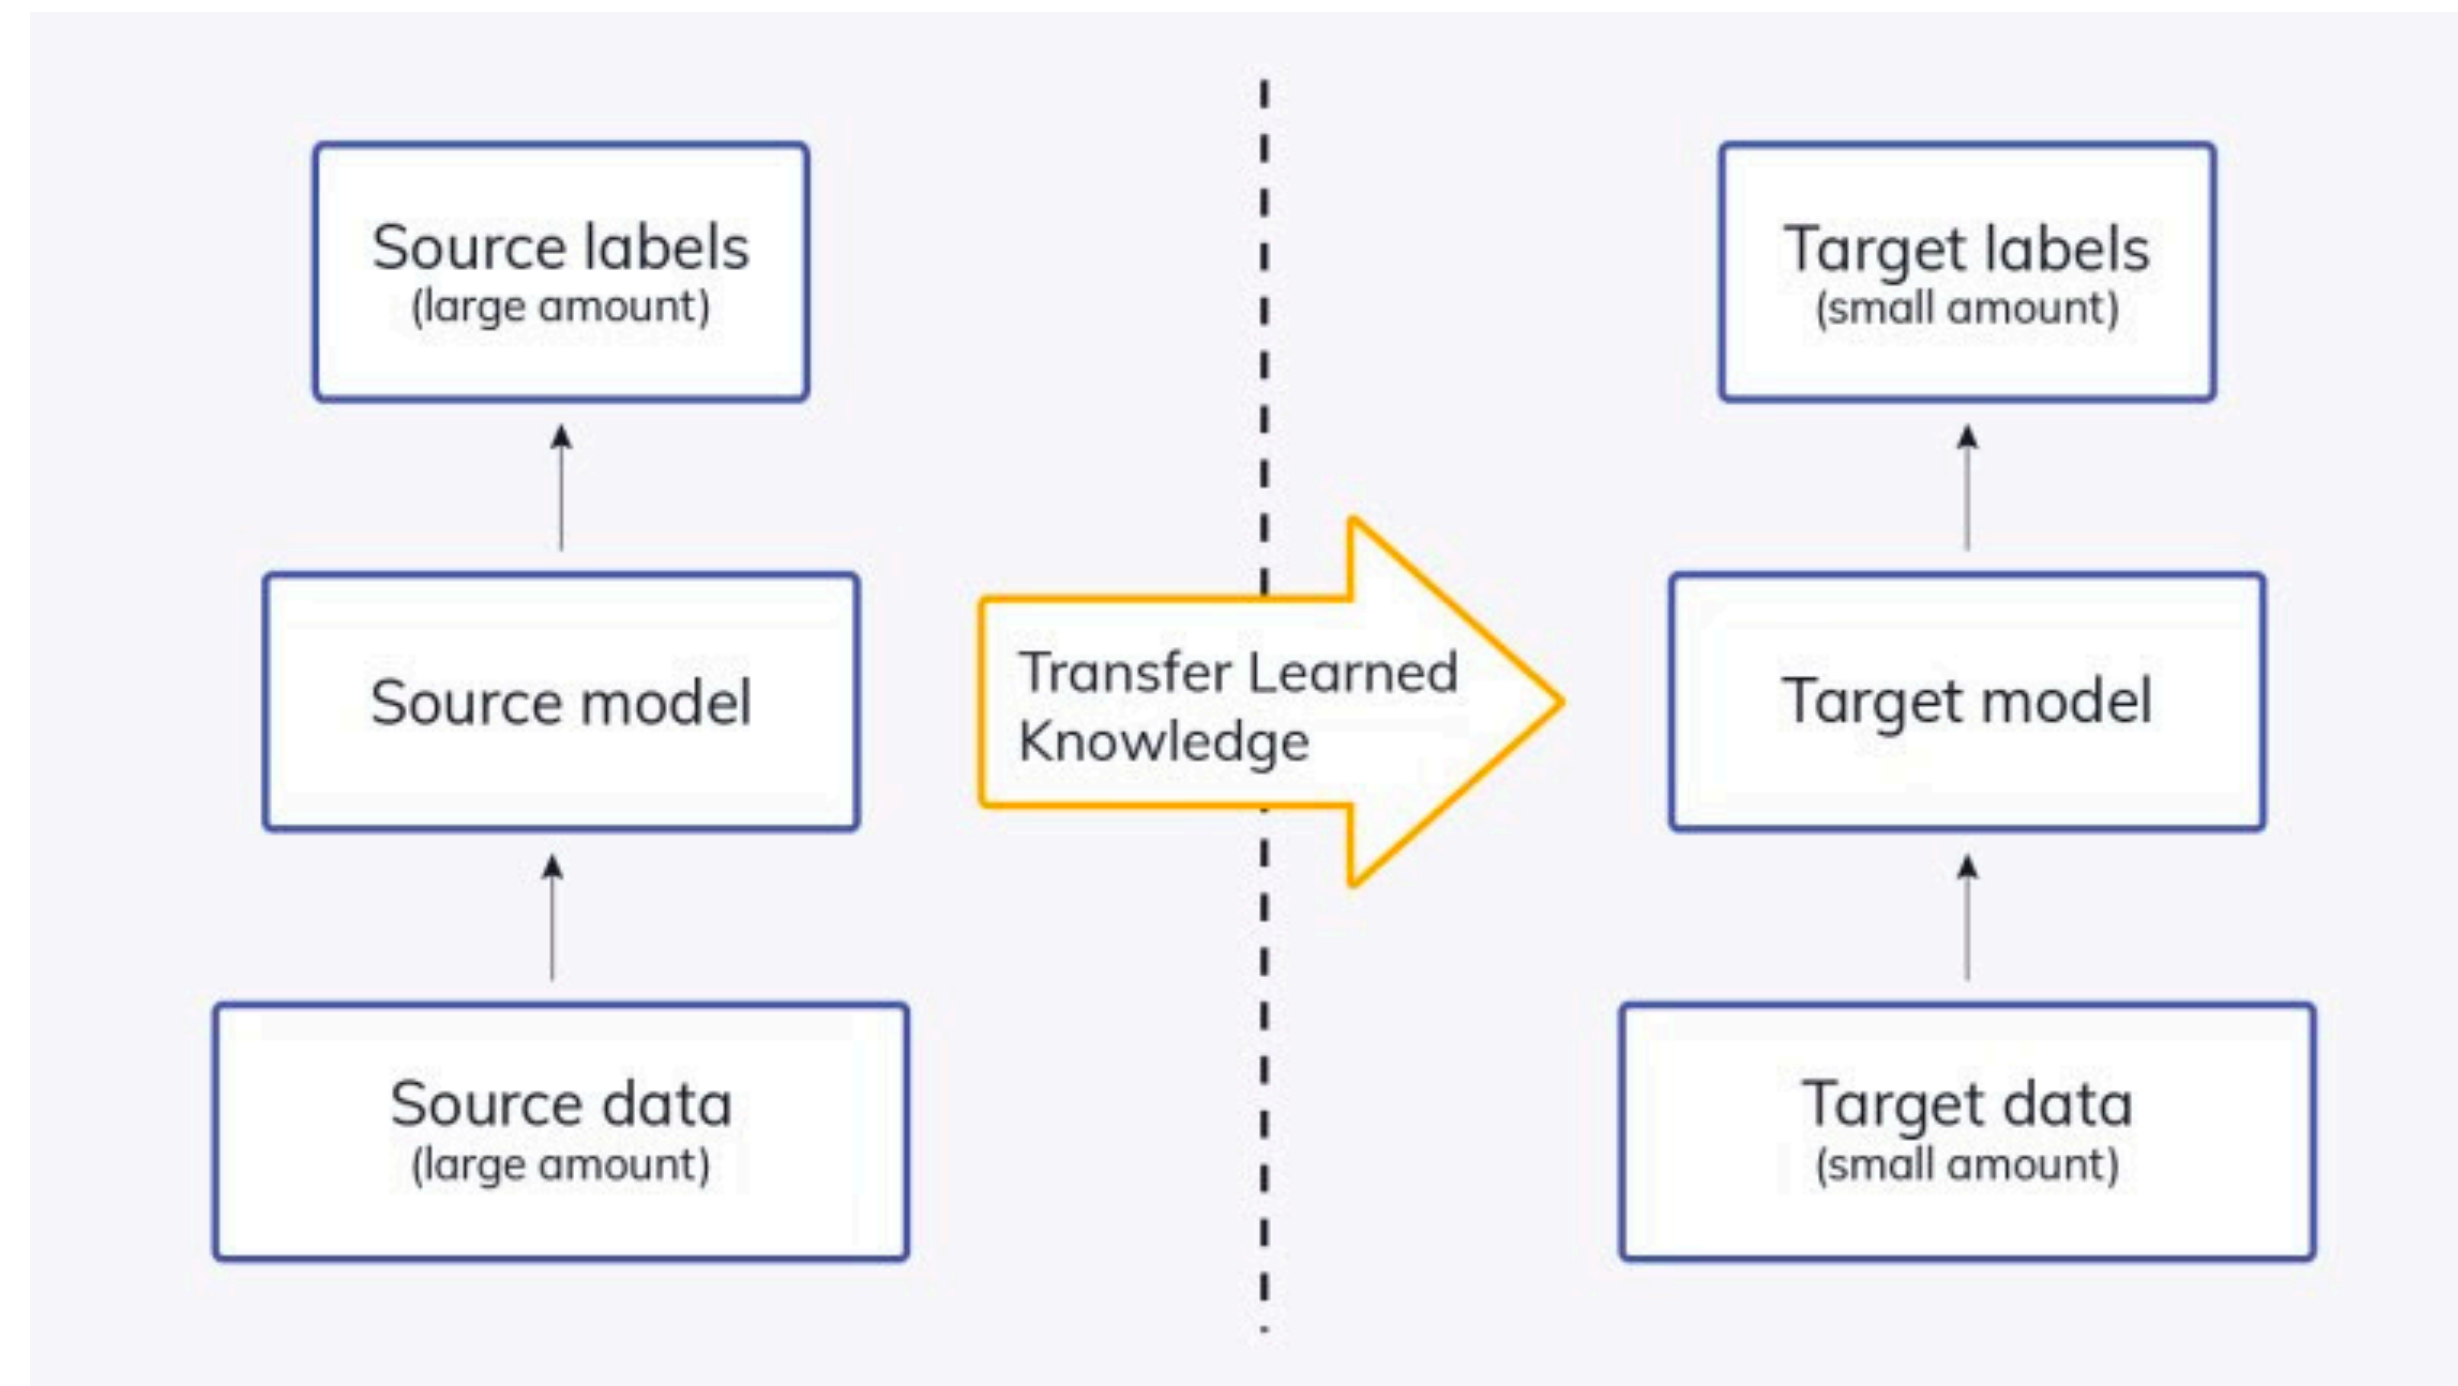 Source labels
(large amount)
Source model
Source data
(large amount)
Transfer Learned
Knowledge
Target labels
(small amount)
Target model
Target data
(small amount)